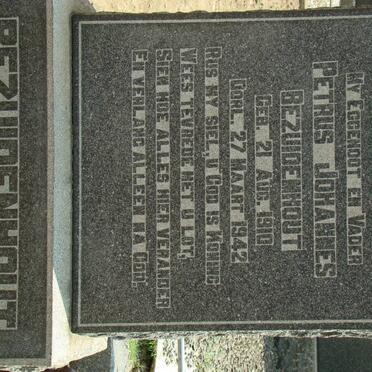 MY EGGENOOT EN VADER
PETRUS JOHANNES
BEZUIDENHOUT
GEB. 21 AUG. 1910
OORL. 27 MAART 1942
RUS MY SIEL, U GOD IS KONING
WEES TEVREDE MET U LOT,
SIEN HOE ALLES HIER VERANDER
EN VERLANG ALLEEN NA GOD.
BEZUIDENHOUT